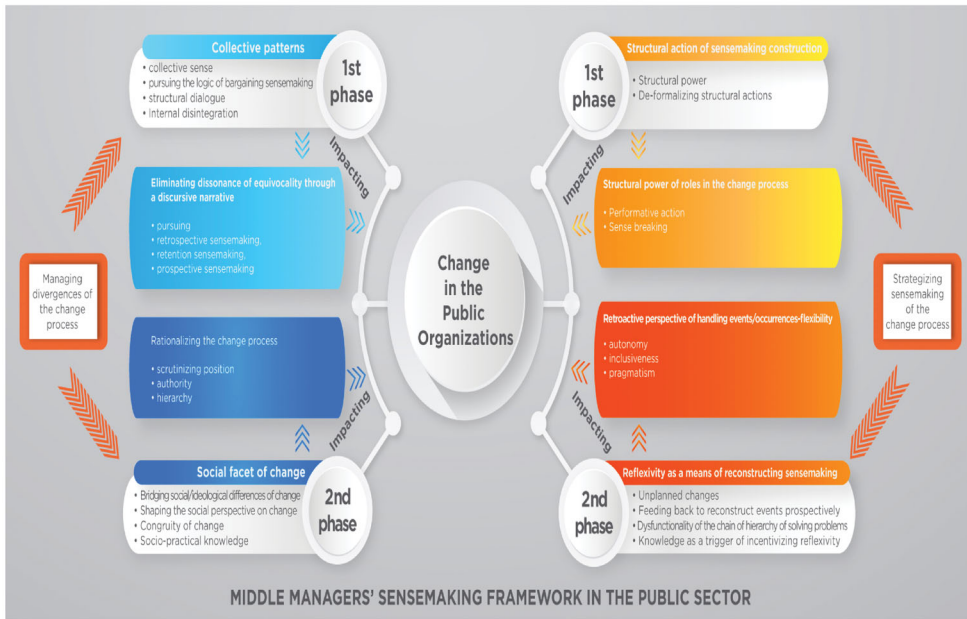 Collective patterns
• collective sense
• pursuing the logic of bargaining sensemaking
• structural dialogue
• Internal disintegration
1st
phase
Impacting
Eliminating dissonance of equivocality through
a discursive narrative
• pursuing
• retrospective sensemaking,
• retention sensemaking,
• prospective sensemaking
Managing
divergences of
the change
process
Rationalizing the change process
• scrutinizing position
• authority
• hierarchy
Impacting
Social facet of change
• Bridging social/ideological differences of change
• Shaping the social perspective on change
• Congruity of change
• Socio-practical knowledge
2nd
phase
Change
in the
Public
Organizations
1st
phase
Structural action of sensemaking construction
• Structural power
• De-formalizing structural actions
Impacting
Structural power of roles in the change process
• Performative action
• Sense breaking
Strategizing
sensemaking
of the
change process
Retroactive perspective of handling events/occurrences-flexibility
• autonomy
• inclusiveness
• pragmatism
Impacting
2nd
phase
Reflexivity as a means of reconstructing sensemaking
• Unplanned changes
• Feeding back to reconstruct events prospectively
• Dysfunctionality of the chain of hierarchy of solving problems
• Knowledge as a trigger of incentivizing reflexivity
MIDDLE MANAGERS' SENSEMAKING FRAMEWORK IN THE PUBLIC SECTOR